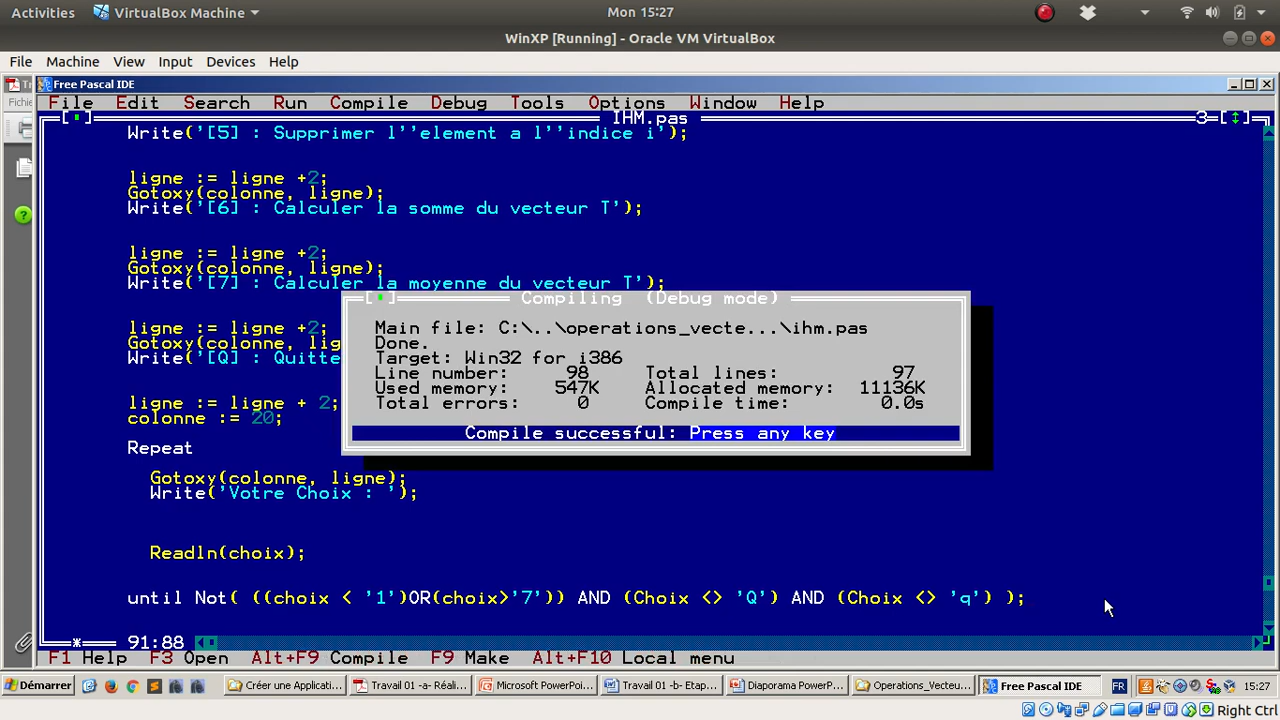 Activities VirtualBox Machine Mon 15:27
WinXP [Running] - Oracle VM VirtualBox
File Machine View Input Devices Help
Free Pascal IDE
Fichie
File Edit Search Run Compile Debug Tools Options Window Help
IHM.pas 3
Write('[5] : Supprimer l''element a l''indice i');
ligne := ligne +2;
Gotoxy(colonne, ligne);
Write('[6] : Calculer la somme du vecteur T');
ligne := ligne +2;
Gotoxy(colonne, ligne);
Write('[7] : Calculer la moyenne du vecteur T');
ligne := ligne +2;
Gotoxy(colonne, lig
Write('[Q] : Quitte
ligne := ligne + 2;
colonne := 20;
Compiling (Debug mode)
Main file: C:\..\operations_vecte...\ihm.pas
Done.
Target: Win32 for i386
Line number: 98 Total lines: 97
Used memory: 547K Allocated memory: 11136K
Total errors: 0 Compile time: 0.0s
Compile successful: Press any key
Repeat
Gotoxy(colonne, ligne);
Write('Votre Choix : ');
Readln(choix);
until Not( ((choix < '1')OR(choix>'7')) AND (Choix <> 'Q') AND (Choix <> 'q') );
91:88
F1 Help F3 Open Alt+F9 Compile F9 Make Alt+F10 Local menu
Démarrer Créer une Applicati... Travail 01 -a- Réali... Microsoft PowerPoi... Travail 01 -b- Etap... Diaporama PowerP... Operations_Vecteu... Free Pascal IDE FR 15:27
Right Ctrl